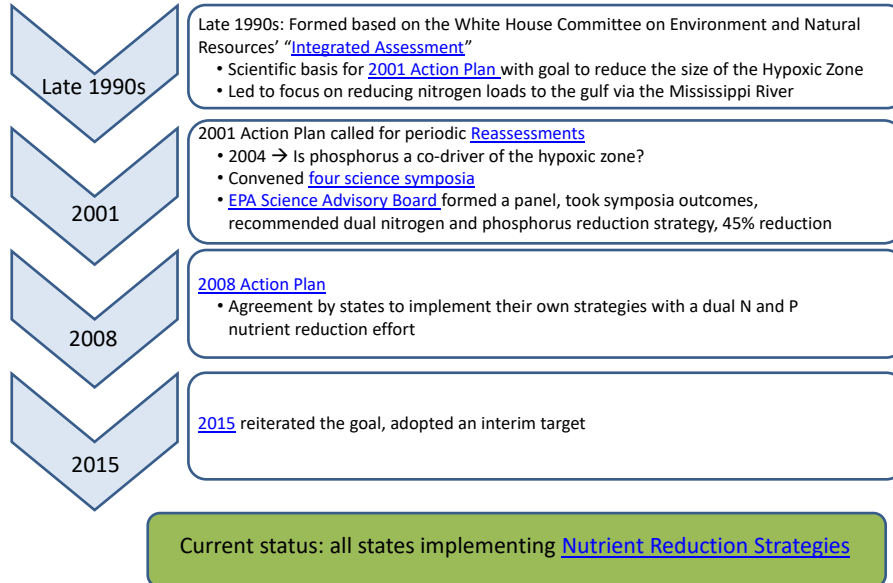 Late 1990s
Late 1990s: Formed based on the White House Committee on Environment and Natural
Resources’ “Integrated Assessment”
• Scientific basis for 2001 Action Plan with goal to reduce the size of the Hypoxic Zone
• Led to focus on reducing nitrogen loads to the gulf via the Mississippi River
2001
2001 Action Plan called for periodic Reassessments
• 2004 → Is phosphorus a co-driver of the hypoxic zone?
• Convened four science symposia
• EPA Science Advisory Board formed a panel, took symposia outcomes,
recommended dual nitrogen and phosphorus reduction strategy, 45% reduction
2008
2008 Action Plan
• Agreement by states to implement their own strategies with a dual N and P
nutrient reduction effort
2015
2015 reiterated the goal, adopted an interim target
Current status: all states implementing Nutrient Reduction Strategies